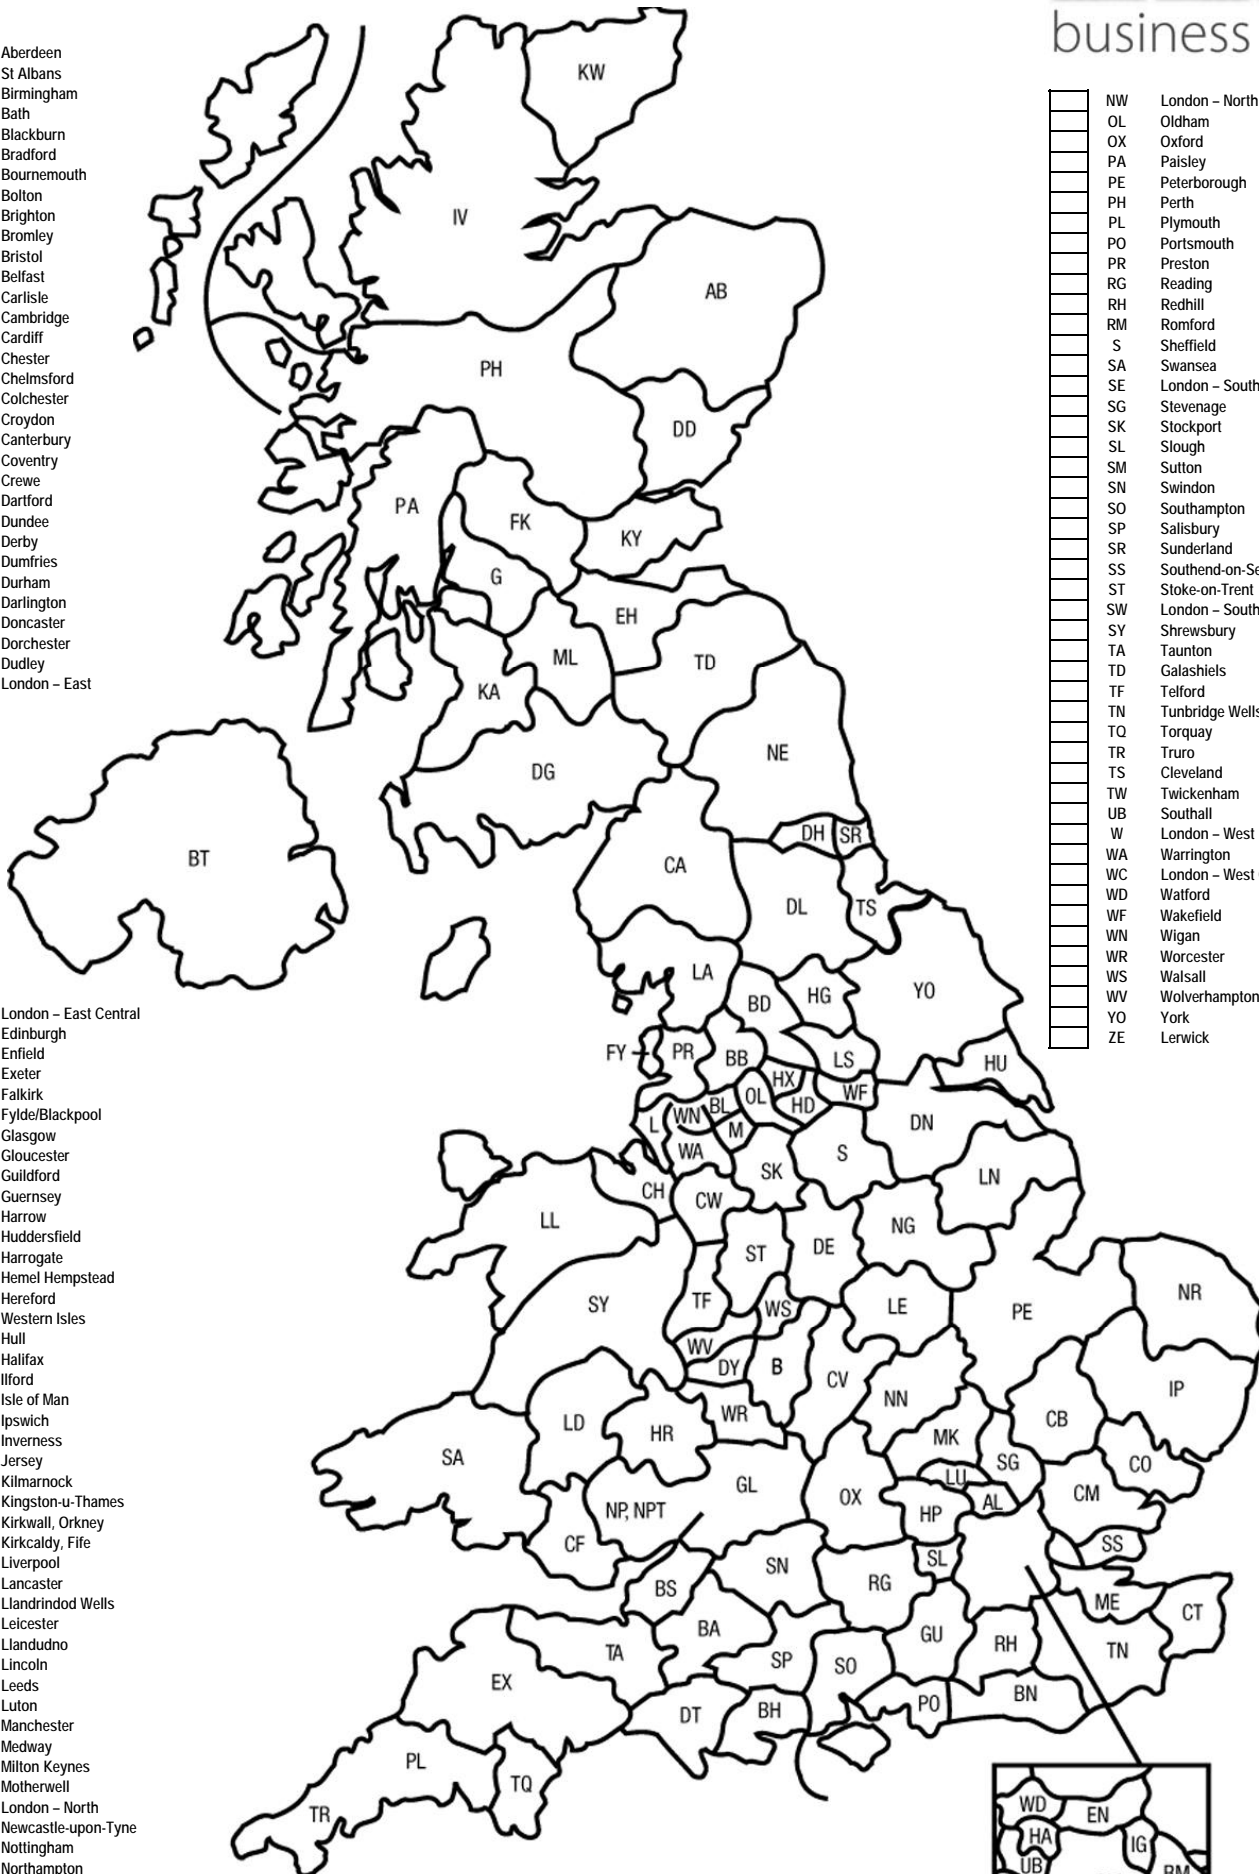 business
Aberdeen
St Albans
Birmingham
Bath
Blackburn
Bradford
Bournemouth
Bolton
Brighton
Bromley
Bristol
Belfast
Carlisle
Cambridge
Cardiff
Chester
Chelmsford
Colchester
Croydon
Canterbury
Coventry
Crewe
Dartford
Dundee
Derby
Dumfries
Durham
Darlington
Doncaster
Dorchester
Dudley
London – East
London – East Central
Edinburgh
Enfield
Exeter
Falkirk
Fylde/Blackpool
Glasgow
Gloucester
Guildford
Guernsey
Harrow
Huddersfield
Harrogate
Hemel Hempstead
Hereford
Western Isles
Hull
Halifax
Ilford
Isle of Man
Ipswich
Inverness
Jersey
Kilmarnock
Kingston-u-Thames
Kirkwall, Orkney
Kirkcaldy, Fife
Liverpool
Lancaster
Llandrindod Wells
Leicester
Llandudno
Lincoln
Leeds
Luton
Manchester
Medway
Milton Keynes
Motherwell
London – North
Newcastle-upon-Tyne
Nottingham
Northampton
KW
IV
AB
PH
DD
PA
FK
KY
G
EH
ML
TD
KA
DG
NE
BT
DH
SR
CA
DL
TS
LA
BD
HG
YO
FY
PR
BB
LS
HU
HX
WF
OL
HD
BL
WN
L
M
DN
WA
SK
S
LN
CH
CW
LL
NG
ST
DE
SY
TF
WS
LE
PE
NR
WV
DY
B
CV
IP
NN
LD
HR
WR
CB
MK
SA
SG
CO
LU
GL
OX
AL
CM
NP, NPT
HP
CF
SS
SN
SL
BS
RG
ME
CT
BA
GU
RH
TN
TA
SP
SO
EX
BN
PO
DT
BH
PL
TQ
TR
WD
EN
HA
IG
UB
RM
NW London – North
OL Oldham
OX Oxford
PA Paisley
PE Peterborough
PH Perth
PL Plymouth
PO Portsmouth
PR Preston
RG Reading
RH Redhill
RM Romford
S Sheffield
SA Swansea
SE London – South
SG Stevenage
SK Stockport
SL Slough
SM Sutton
SN Swindon
SO Southampton
SP Salisbury
SR Sunderland
SS Southend-on-Se
ST Stoke-on-Trent
SW London – South
SY Shrewsbury
TA Taunton
TD Galashiels
TF Telford
TN Tunbridge Wells
TQ Torquay
TR Truro
TS Cleveland
TW Twickenham
UB Southall
W London – West
WA Warrington
WC London – West
WD Watford
WF Wakefield
WN Wigan
WR Worcester
WS Walsall
WV Wolverhampton
YO York
ZE Lerwick